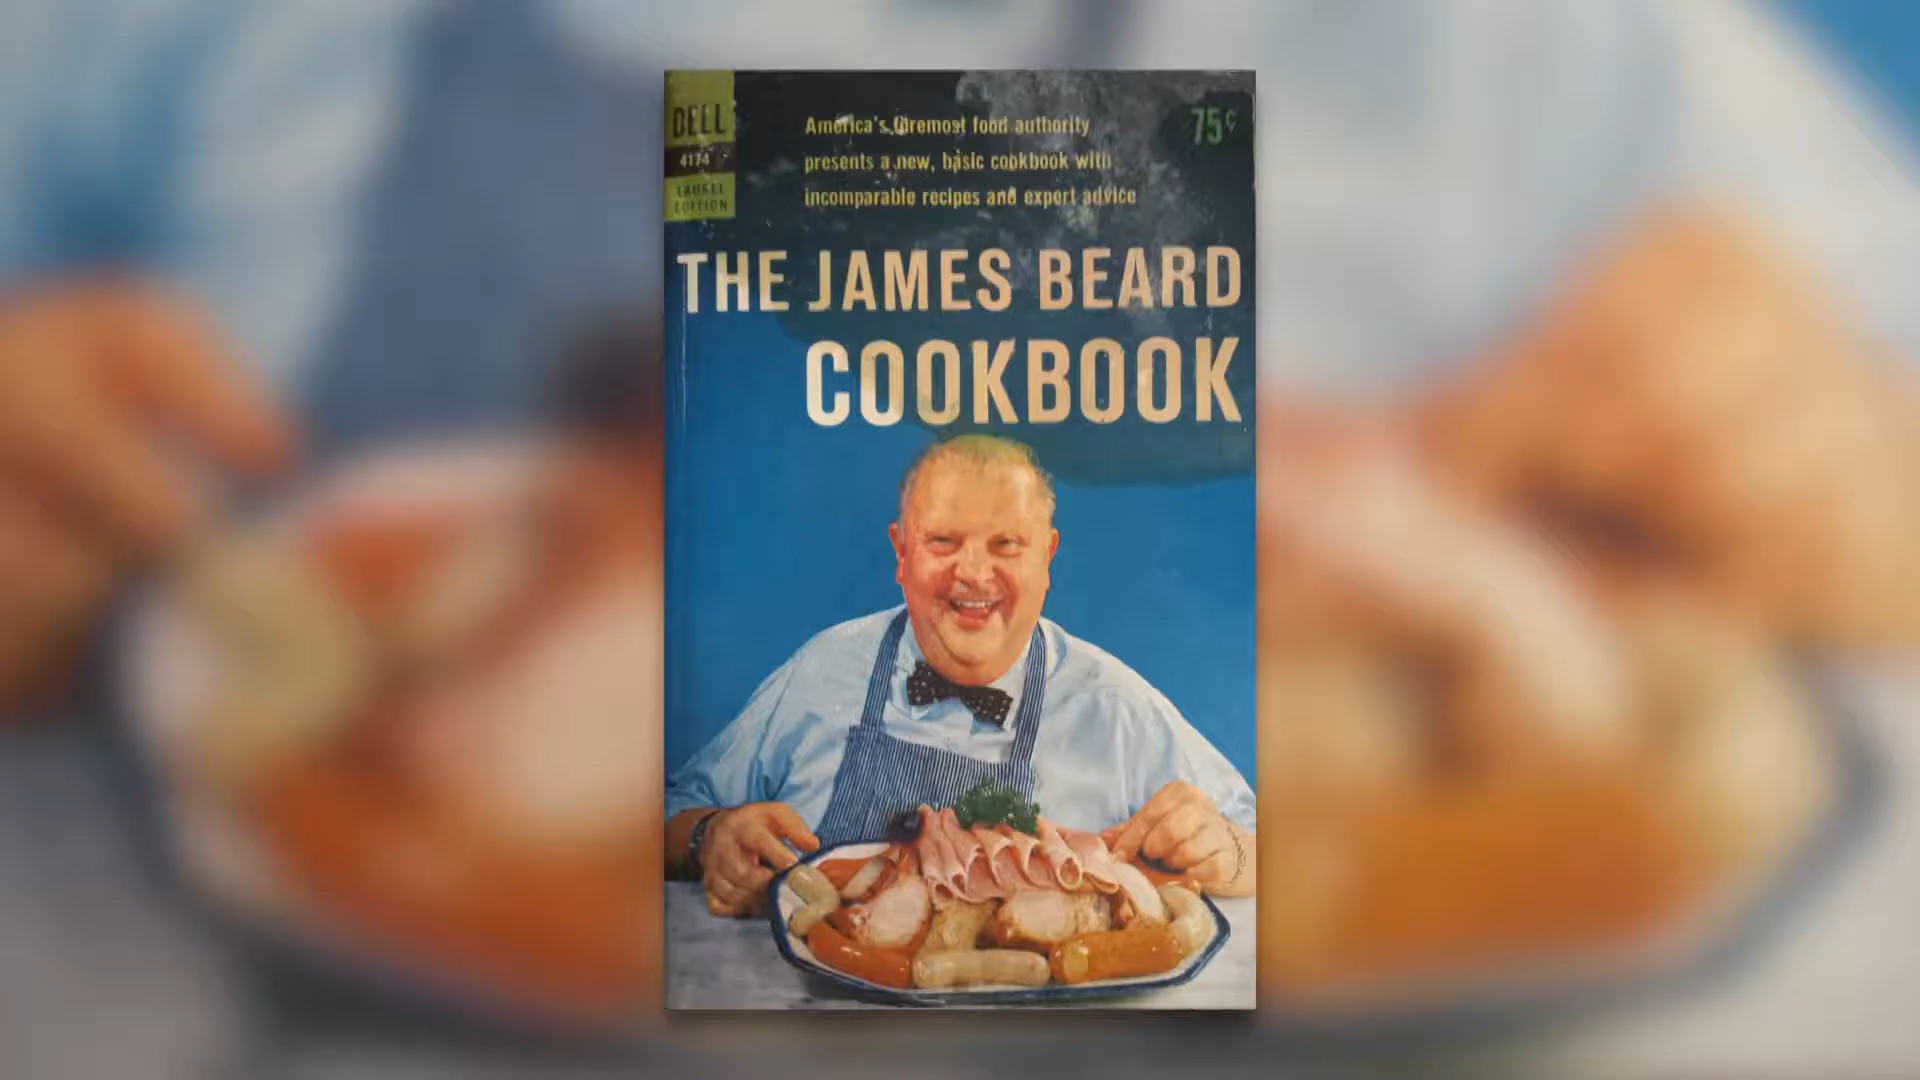 DELL
4174
LAUREL
EDITION
America's foremost food authority
presents a new, basic cookbook with
incomparable recipes and expert advice
75¢
THE JAMES BEARD
COOKBOOK